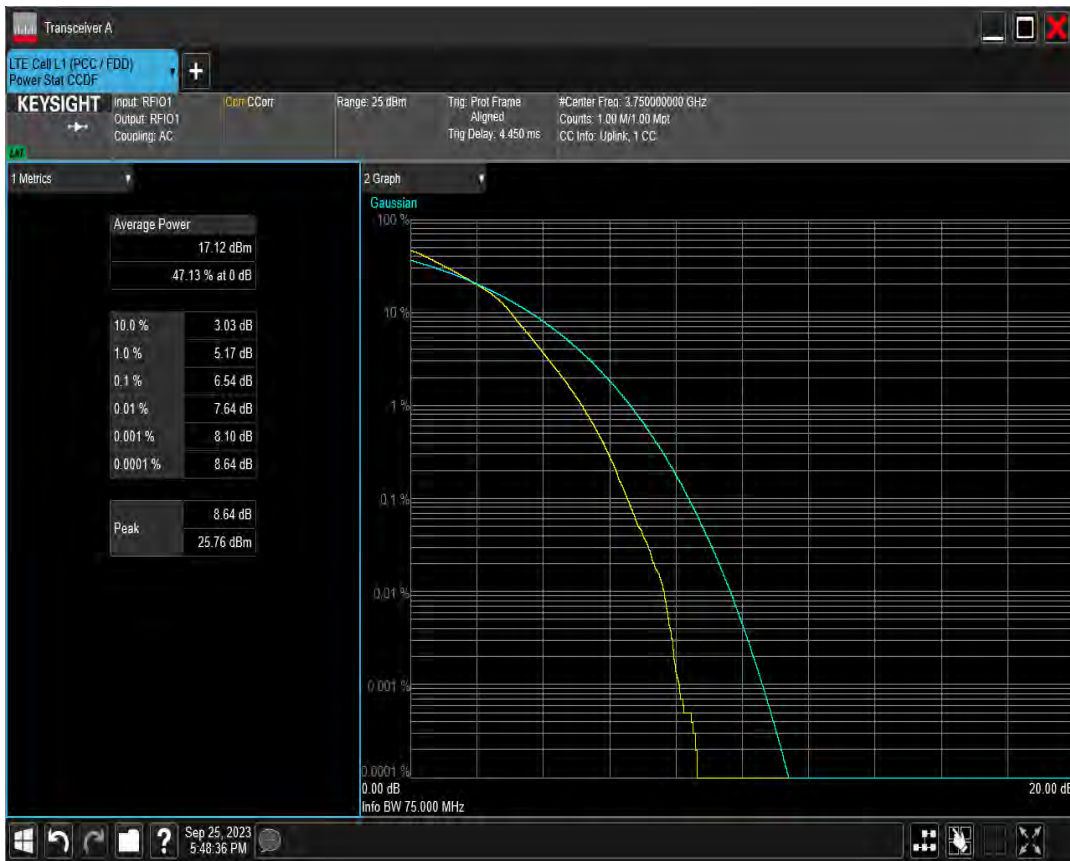 Transceiver A
LTE Cell L1 (PCC / FDD)
Power Stat CCDF
KEYSIGHT
Input: RFIO1
Output: RFIO1
Coupling: AC
Corr CCorr
Range: 25 dBm
Trig: Prot Frame
Aligned
Trig Delay: 4.450 ms
#Center Freq: 3.750000000 GHz
Counts: 1.00 M/1.00 Mpt
CC Info: Uplink, 1 CC
LXI
1 Metrics
Average Power
17.12 dBm
47.13 % at 0 dB
10.0 % 3.03 dB
1.0 % 5.17 dB
0.1 % 6.54 dB
0.01 % 7.64 dB
0.001 % 8.10 dB
0.0001 % 8.64 dB
Peak
8.64 dB
25.76 dBm
2 Graph
Gaussian
100 %
10 %
1 %
0.1 %
0.01 %
0.001 %
0.0001 %
0.00 dB
20.00 dB
Info BW 75.000 MHz
Sep 25, 2023
5:48:36 PM